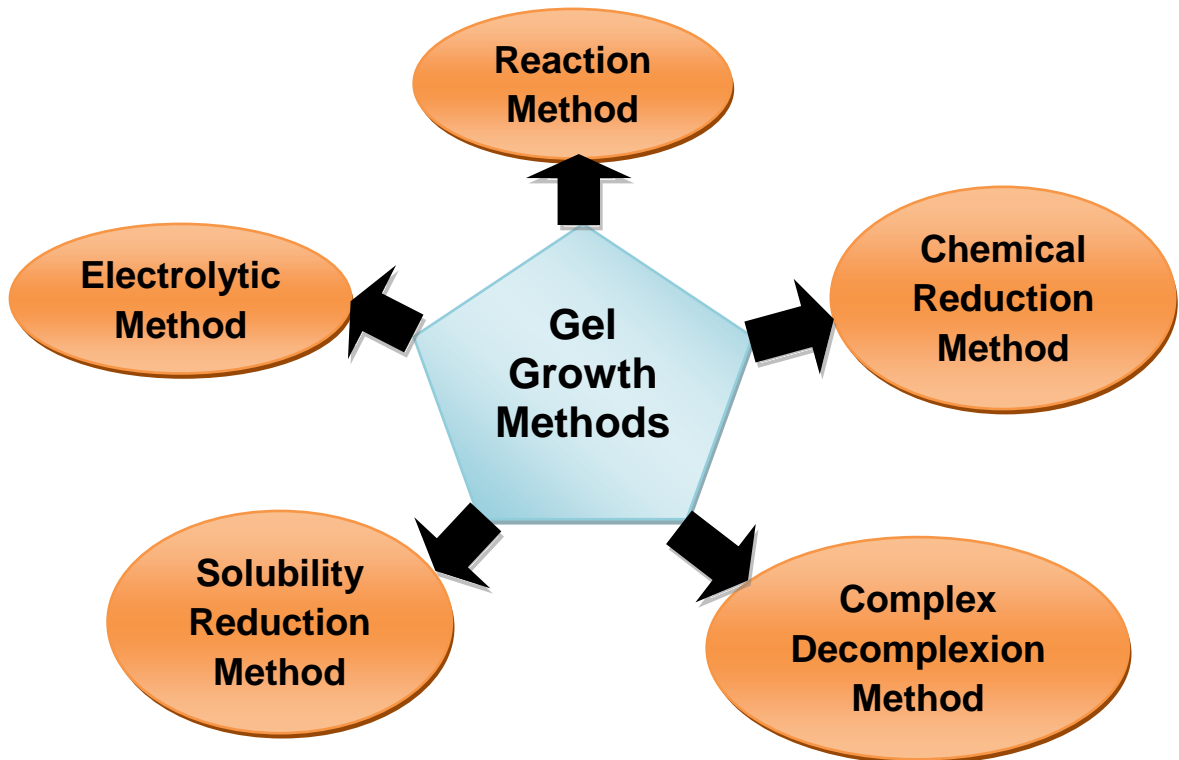 Reaction
Method
Electrolytic
Method
Chemical
Reduction
Method
Gel
Growth
Methods
Solubility
Reduction
Method
Complex
Decomplexion
Method